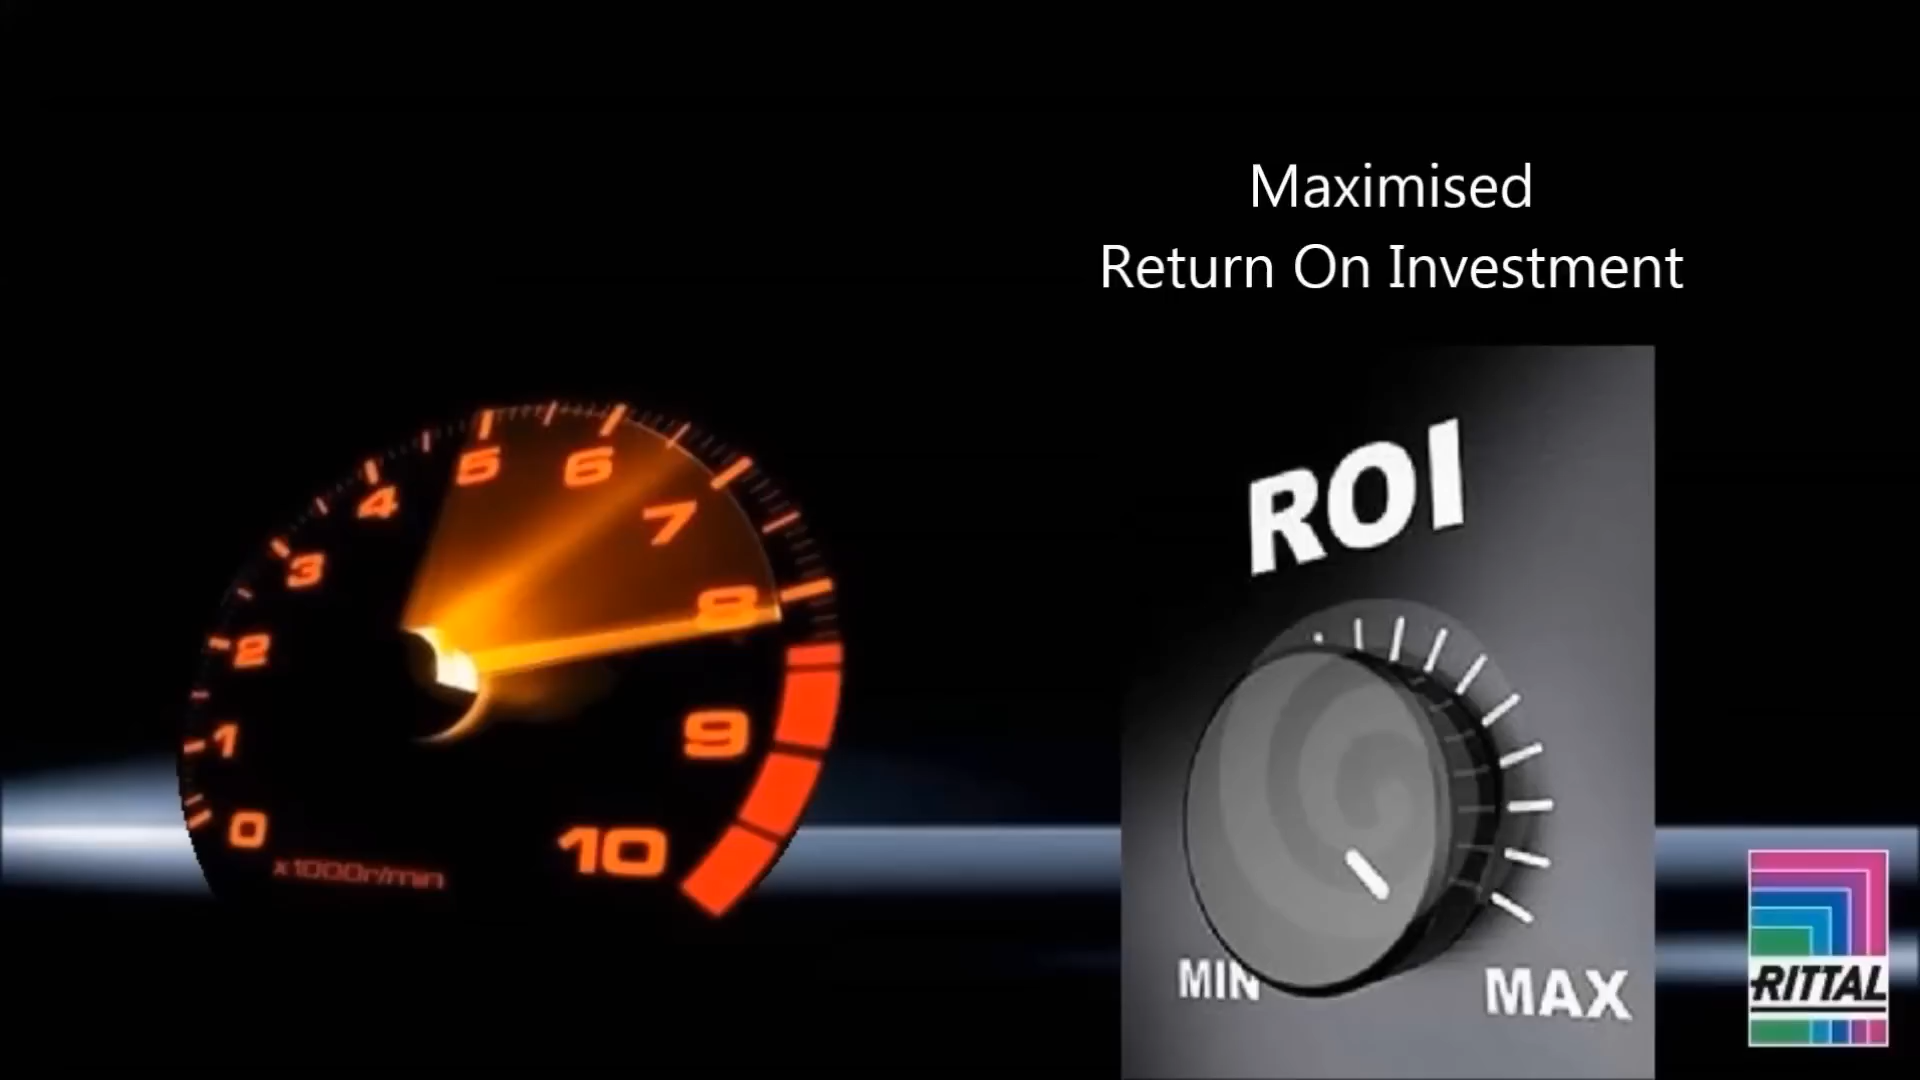 Maximised
Return On Investment
5
6
4
7
3
8
2
9
1
10
0
x1000r/min
ROI
MIN
MAX
RITTAL